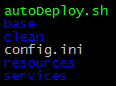 autoDeploy.sh
base
clean
config.ini
resources
services